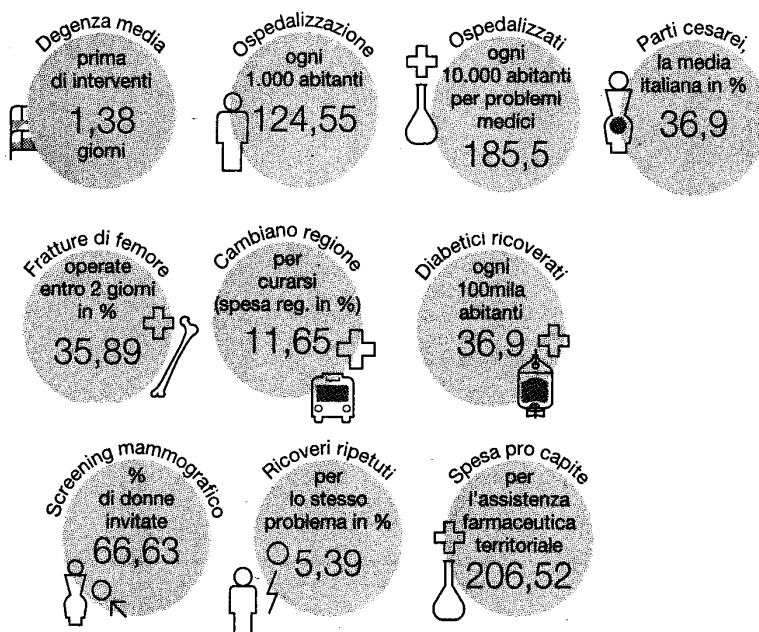 Degenza media
prima
di interventi
1,38
giorni
Ospedalizzazione
ogni
1.000 abitanti
124,55
Ospedalizzati
ogni
10.000 abitanti
per problemi
medici
185,5
Parti cesarei,
la media
italiana in %
36,9
Fratture di femore
operate
entro 2 giorni
in %
35,89
Cambiano regione
per
curarsi
(spesa reg. in %)
11,65
Diabetici ricoverati
ogni
100mila
abitanti
36,9
Screening mammografico
%
di donne
invitate
66,63
Ricoveri ripetuti
per
lo stesso
problema in %
5,39
Spesa pro capite
per
l'assistenza
farmaceutica
territoriale
206,52